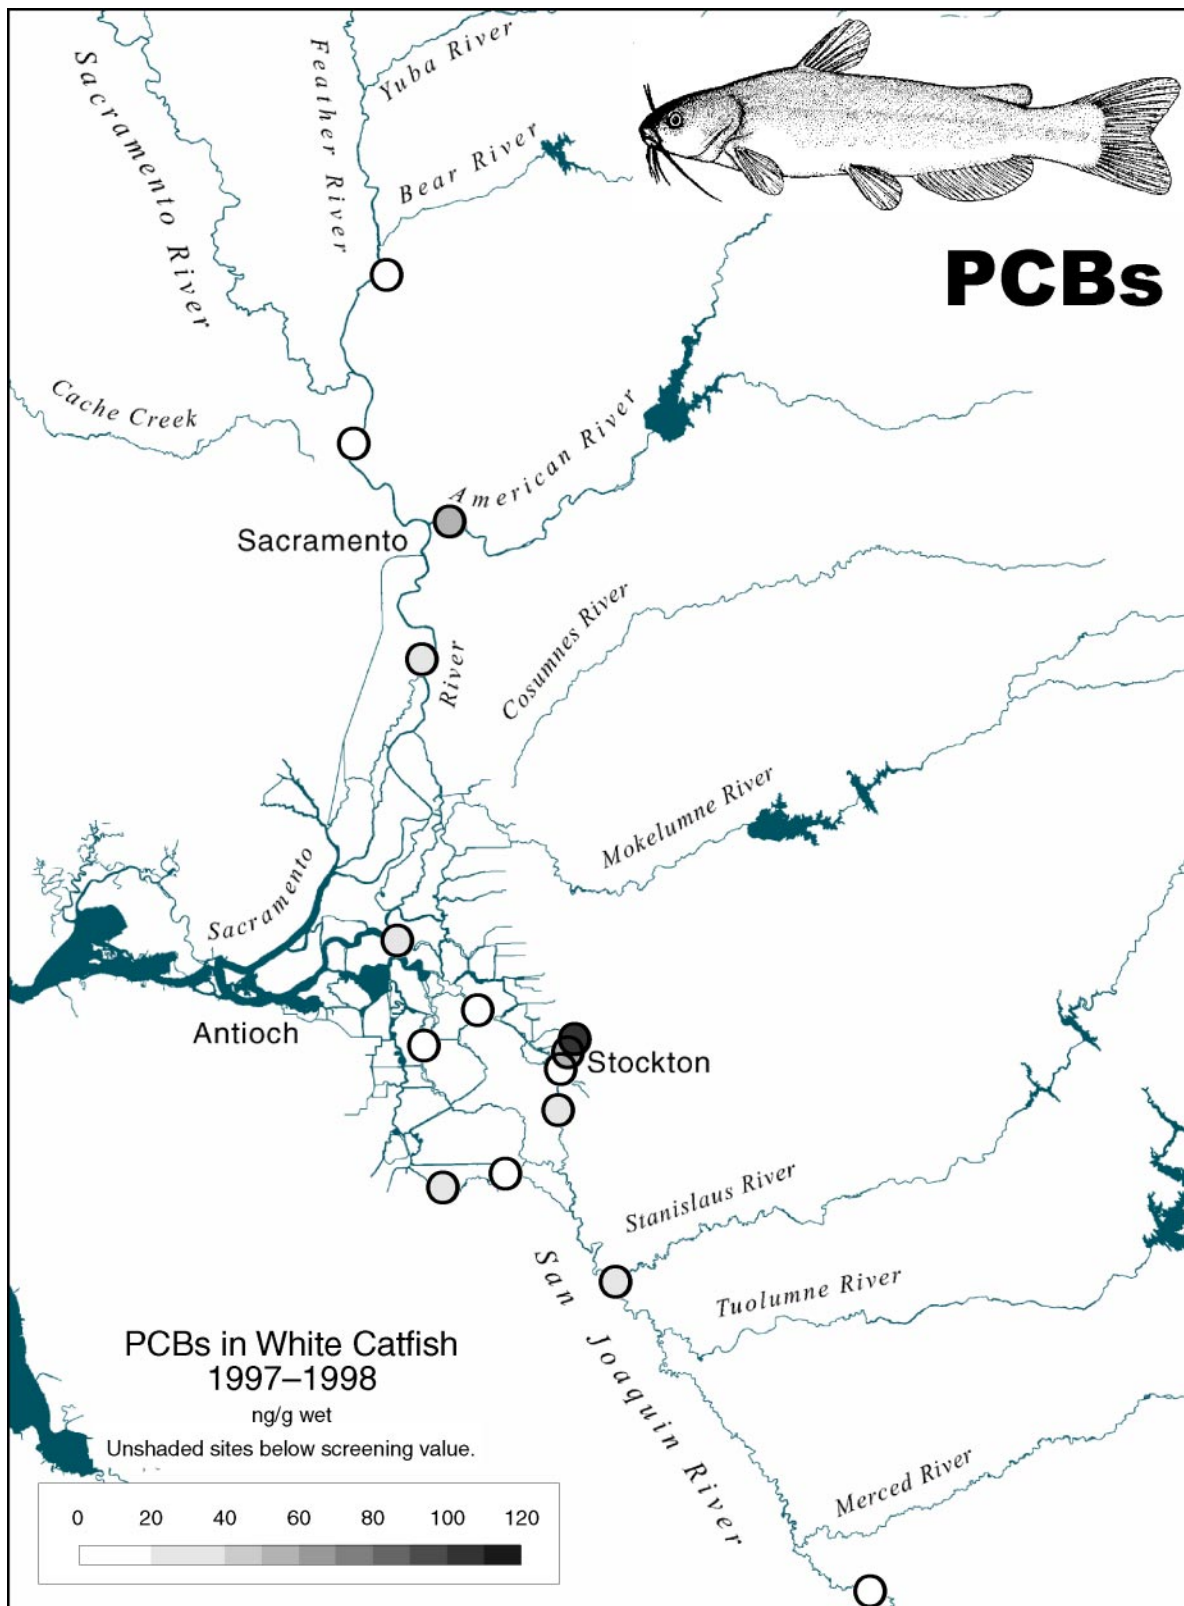 Sacramento River
Feather River
Yuba River
Bear River
PCBs
Cache Creek
American River
Sacramento
Cosumnes River
River
Mokelumne River
Sacramento
Antioch
Stockton
Stanislaus River
Tuolumne River
San Joaquin River
Merced River
PCBs in White Catfish
1997–1998
ng/g wet
Unshaded sites below screening value.
0 20 40 60 80 100 120